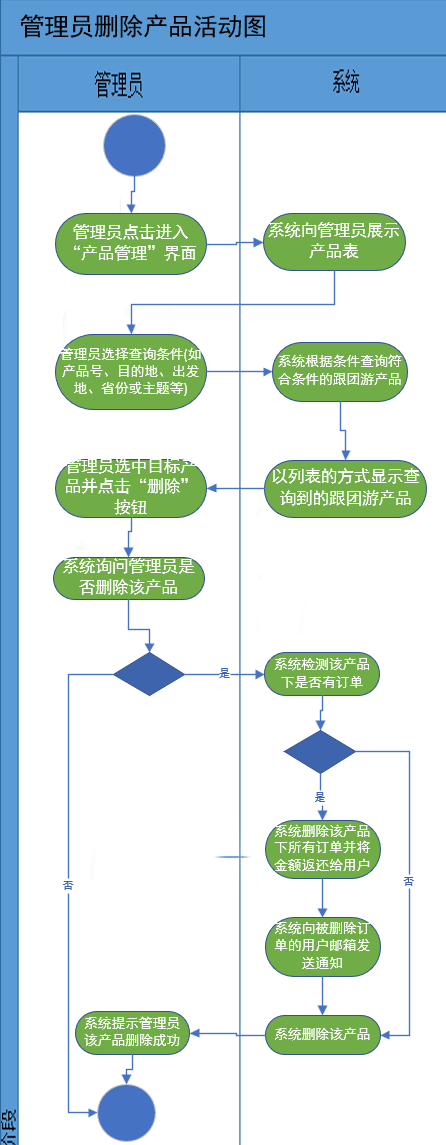 管理员删除产品活动图
管理员
系统
管理员点击进入
“产品管理”界面
系统向管理员展示
产品表
管理员选择查询条件(如
产品号、目的地、出发
地、省份或主题等)
系统根据条件查询符
合条件的跟团游产品
以列表的方式显示查
询到的跟团游产品
管理员选中目标产
品并点击“删除”
按钮
系统询问管理员是
否删除该产品
是
系统检测该产品
下是否有订单
是
系统删除该产品
下所有订单并将
金额返还给用户
否
否
系统向被删除订
单的用户邮箱发
送通知
系统删除该产品
系统提示管理员
该产品删除成功
阶段